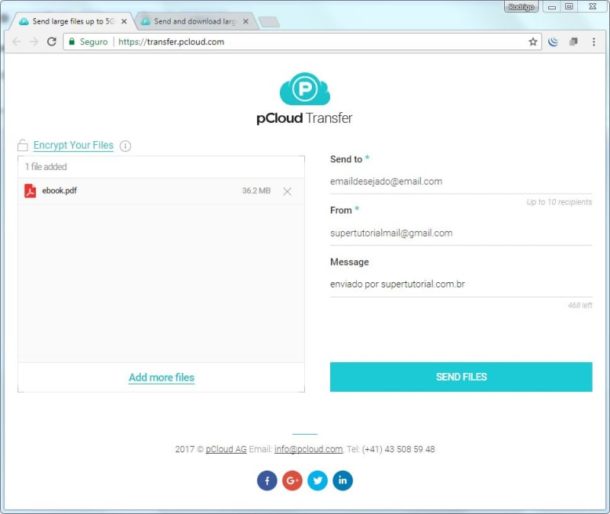 Rodrigo
Send large files up to 5G
Send and download larg
Seguro
https://transfer.pcloud.com
P
pCloud Transfer
Encrypt Your Files
1 file added
ebook.pdf 36.2 MB
Add more files
Send to *
emaildesejado@email.com
Up to 10 recipients
From *
supertutorialmail@gmail.com
Message
enviado por supertutorial.com.br
468 left
SEND FILES
2017 © pCloud AG Email: info@pcloud.com, Tel: (+41) 43 508 59 48
f G+ in